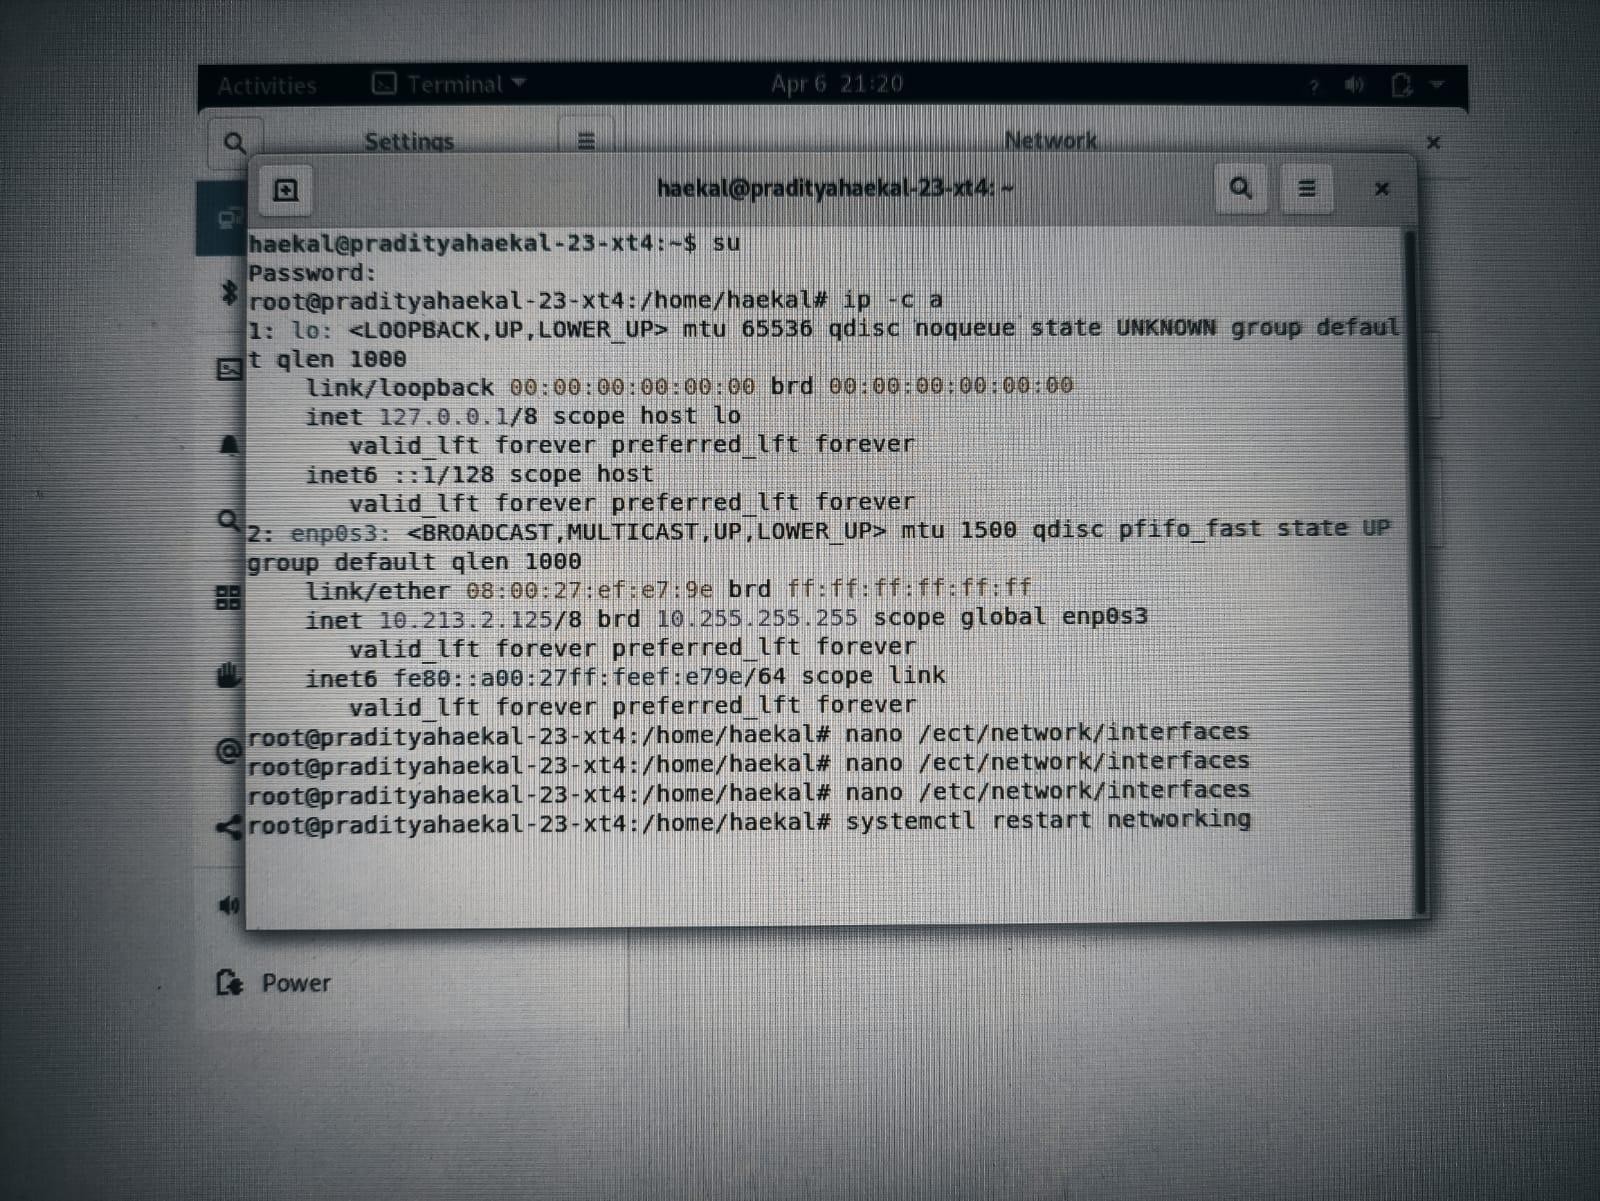 Activities
Terminal
Apr 6 21:20
?
Settings
Network
haekal@pradityahaekal-23-xt4: ~
haekal@pradityahaekal-23-xt4:~$ su
Password:
root@pradityahaekal-23-xt4:/home/haekal# ip -c a
1: lo: <LOOPBACK,UP,LOWER_UP> mtu 65536 qdisc noqueue state UNKNOWN group defaul
t qlen 1000
link/loopback 00:00:00:00:00:00 brd 00:00:00:00:00:00
inet 127.0.0.1/8 scope host lo
valid_lft forever preferred_lft forever
inet6 ::1/128 scope host
valid_lft forever preferred_lft forever
2: enp0s3: <BROADCAST,MULTICAST,UP,LOWER_UP> mtu 1500 qdisc pfifo_fast state UP
group default qlen 1000
link/ether 08:00:27:ef:e7:9e brd ff:ff:ff:ff:ff:ff
inet 10.213.2.125/8 brd 10.255.255.255 scope global enp0s3
valid_lft forever preferred_lft forever
inet6 fe80::a00:27ff:feef:e79e/64 scope link
valid_lft forever preferred_lft forever
root@pradityahaekal-23-xt4:/home/haekal# nano /ect/network/interfaces
root@pradityahaekal-23-xt4:/home/haekal# nano /ect/network/interfaces
root@pradityahaekal-23-xt4:/home/haekal# nano /etc/network/interfaces
root@pradityahaekal-23-xt4:/home/haekal# systemctl restart networking
Power